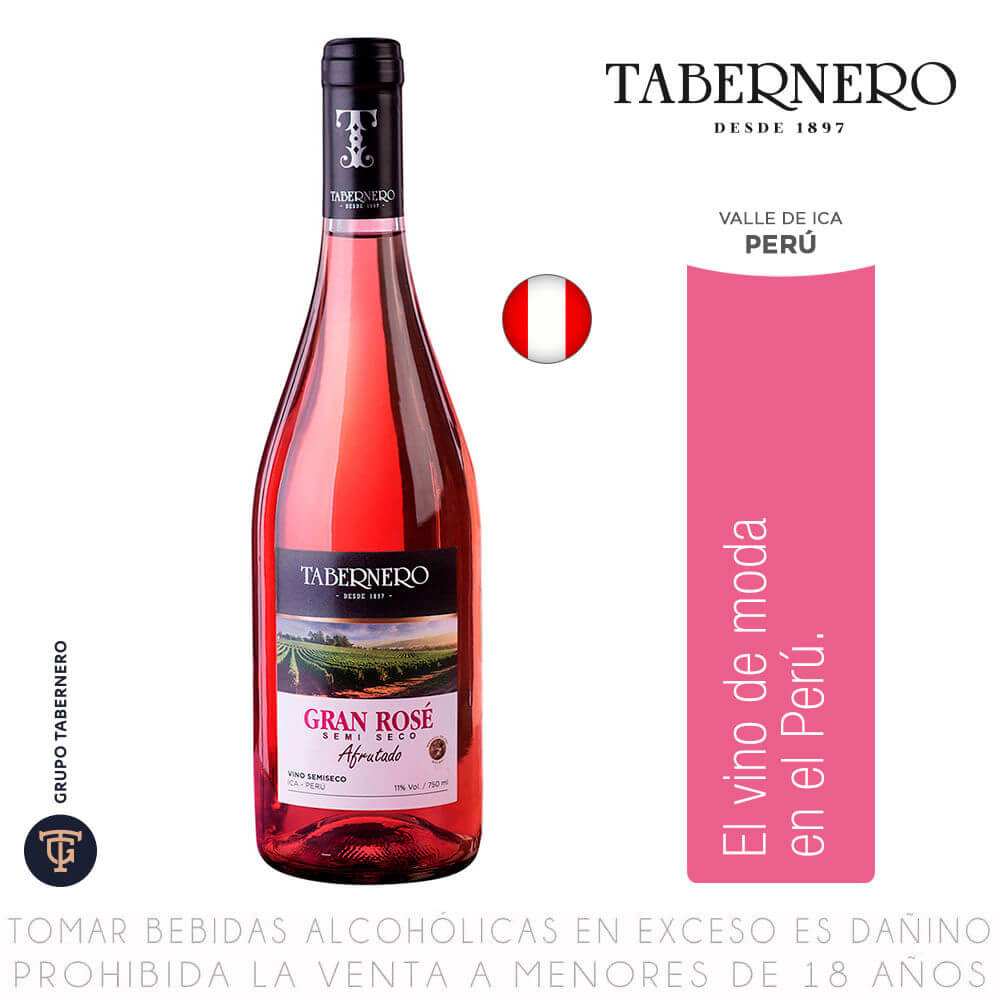 TABERNERO
DESDE 1897
VALLE DE ICA
PERÚ
El vino de moda
en el Perú.
TABERNERO
- DESDE 1897 -
TABERNERO
- DESDE 1897 -
GRAN ROSÉ
SEMI SECO
Afrutado
VINO SEMISECO
ICA - PERÚ
11% Vol. / 750 ml
GRUPO TABERNERO
TOMAR BEBIDAS ALCOHÓLICAS EN EXCESO ES DAÑINO
PROHIBIDA LA VENTA A MENORES DE 18 AÑOS